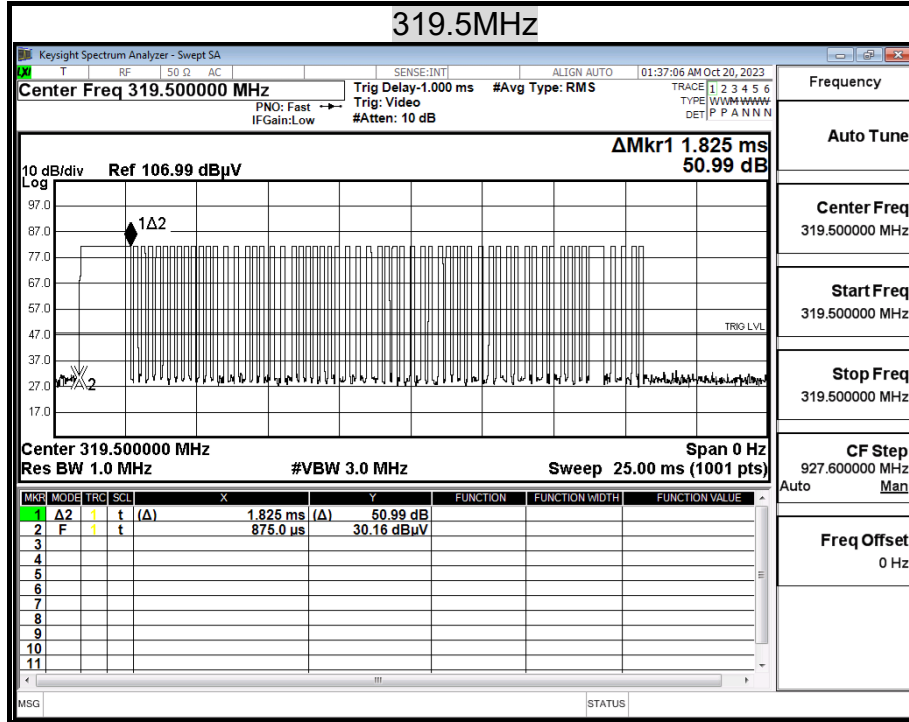 319.5MHz
Keysight Spectrum Analyzer - Swept SA
LXI T RF 50 Ω AC SENSE:INT ALIGN AUTO 01:37:06 AM Oct 20, 2023
Center Freq 319.500000 MHz
PNO: Fast
IFGain:Low
Trig Delay-1.000 ms
Trig: Video
#Atten: 10 dB
#Avg Type: RMS
TRACE 1 2 3 4 5 6
TYPE WWMWWW
DET P P A N N N
Frequency
Auto Tune
Center Freq
319.500000 MHz
Start Freq
319.500000 MHz
Stop Freq
319.500000 MHz
CF Step
927.600000 MHz
Auto Man
Freq Offset
0 Hz
ΔMkr1 1.825 ms
50.99 dB
10 dB/div Ref 106.99 dBµV
Log
97.0
87.0
77.0
67.0
57.0
47.0
37.0
27.0
17.0
1Δ2
2
TRIG LVL
Center 319.500000 MHz Span 0 Hz
Res BW 1.0 MHz #VBW 3.0 MHz Sweep 25.00 ms (1001 pts)
MKR MODE TRC SCL X Y FUNCTION FUNCTION WIDTH FUNCTION VALUE
1 Δ2 1 t (Δ) 1.825 ms (Δ) 50.99 dB
2 F 1 t 875.0 µs 30.16 dBµV
3
4
5
6
7
8
9
10
11
MSG STATUS